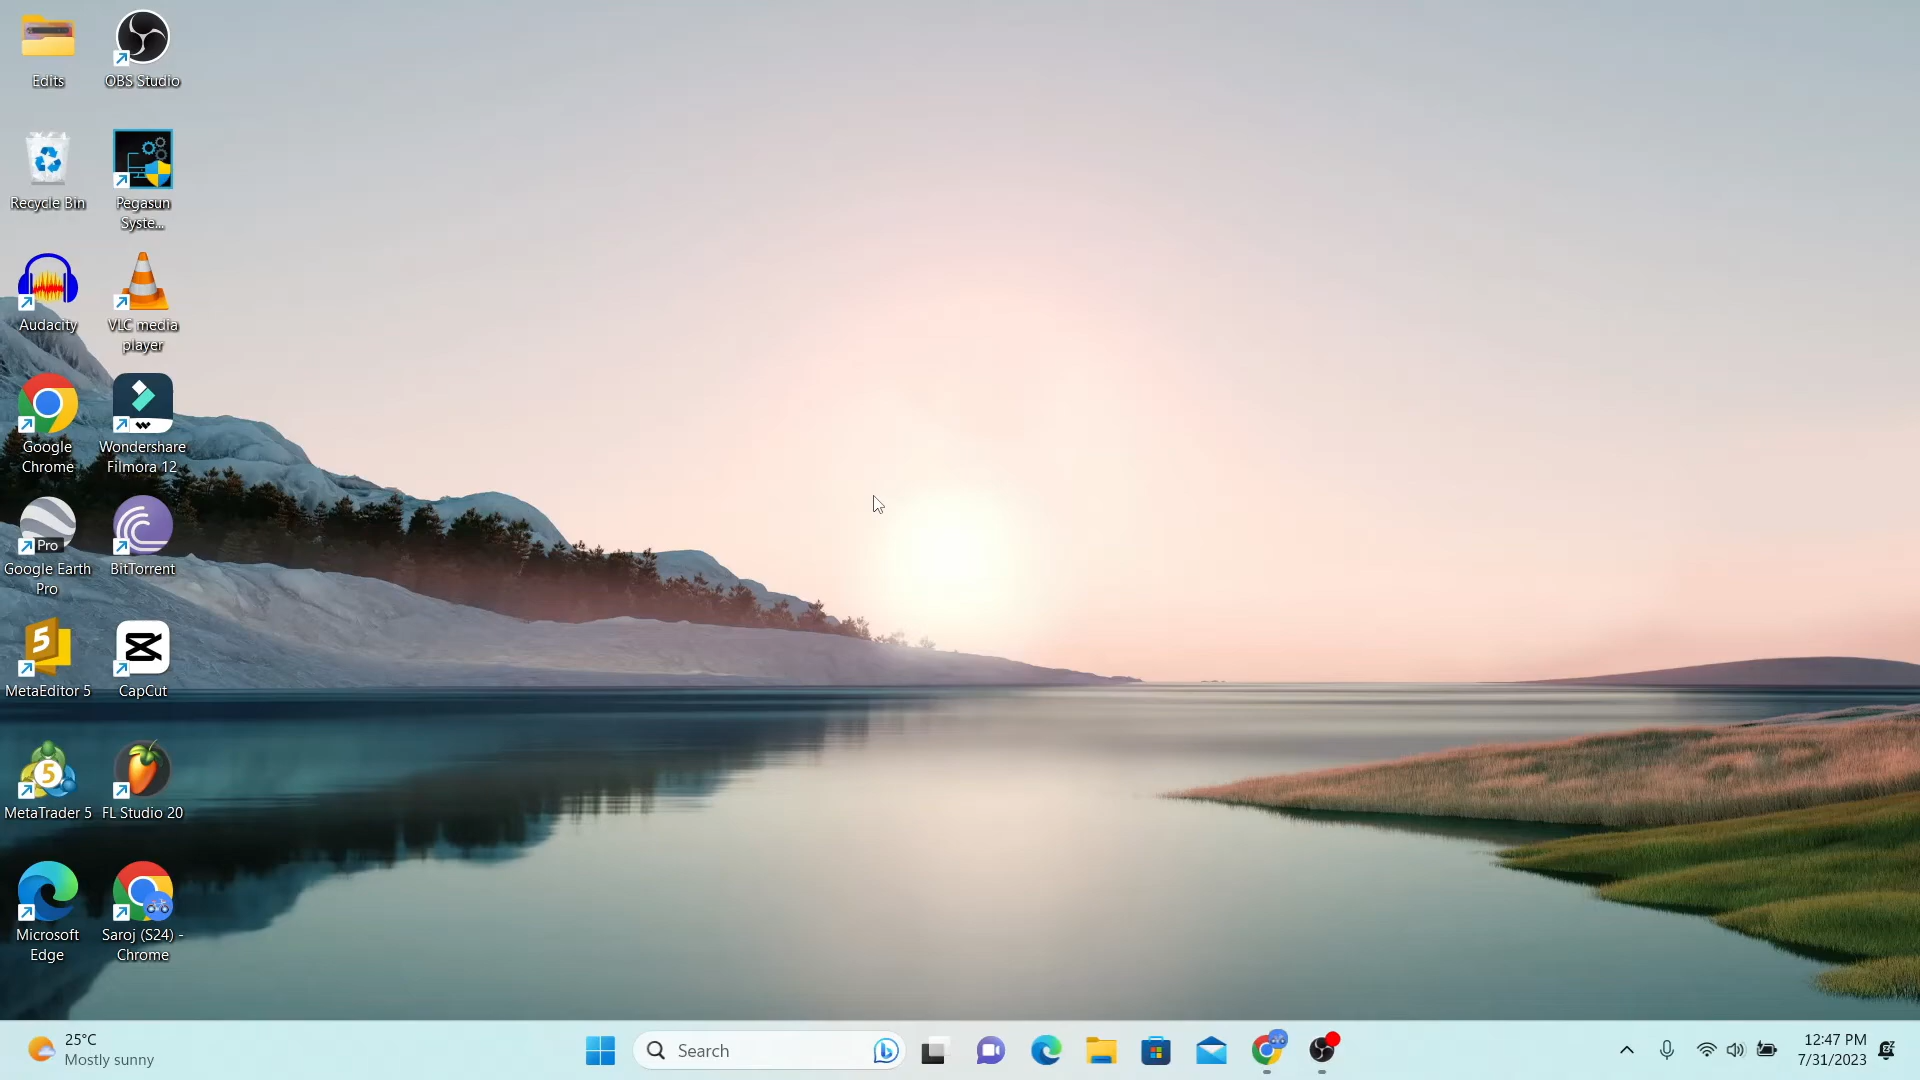 Edits
OBS Studio
Recycle Bin
Pegasun
Syste...
Audacity
VLC media
player
Google
Chrome
Wondershare
Filmora 12
Pro
Google Earth
Pro
BitTorrent
5
MetaEditor 5
CapCut
5
MetaTrader 5
FL Studio 20
Microsoft
Edge
Saroj (S24) -
Chrome
25°C
Mostly sunny
Search
12:47 PM
7/31/2023